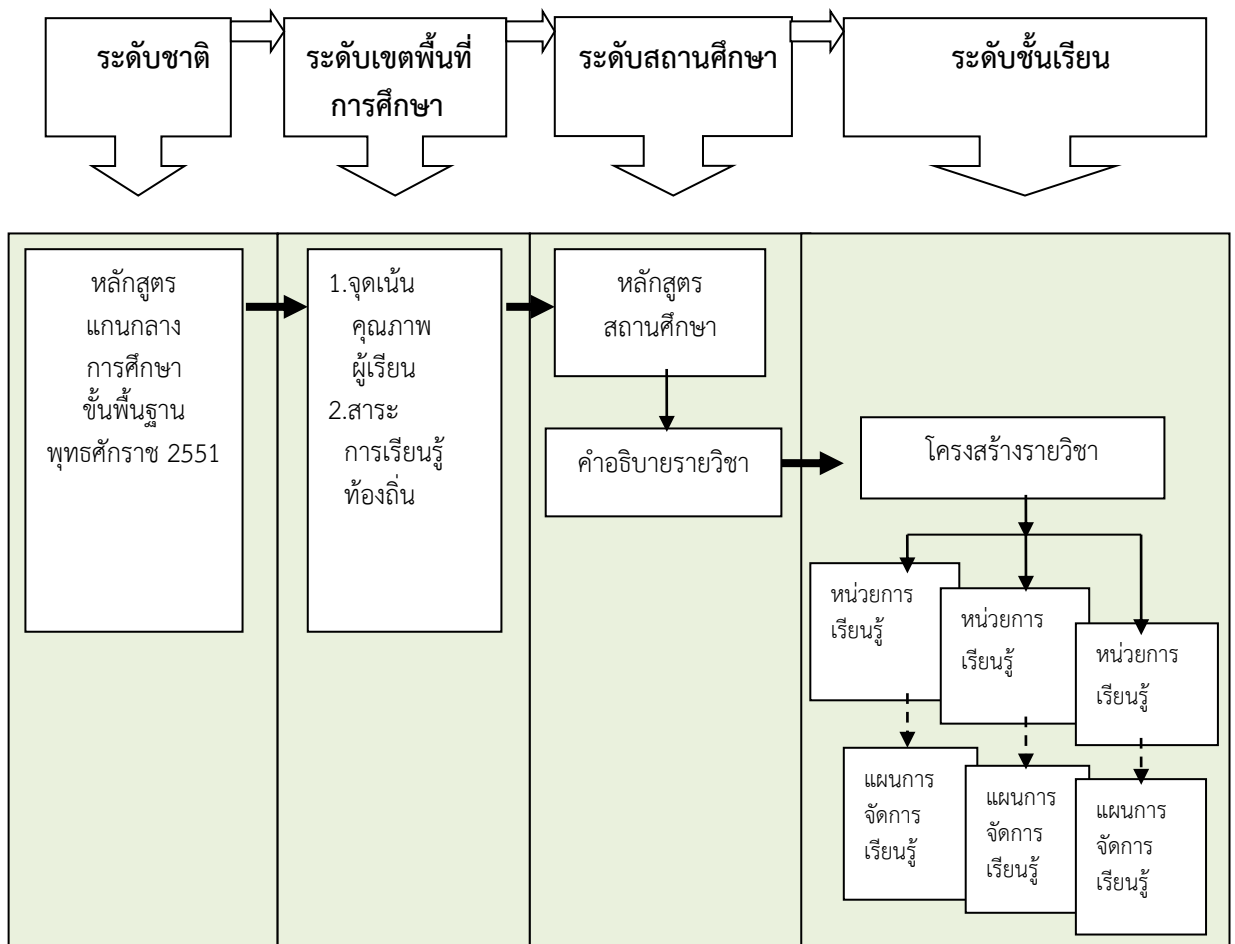 ระดับชาติ
ระดับเขตพื้นที่
การศึกษา
ระดับสถานศึกษา
ระดับชั้นเรียน
หลักสูตร
แกนกลาง
การศึกษา
ขั้นพื้นฐาน
พุทธศักราช 2551
1.จุดเน้น
คุณภาพ
ผู้เรียน
2.สาระ
การเรียนรู้
ท้องถิ่น
หลักสูตร
สถานศึกษา
คำอธิบายรายวิชา
โครงสร้างรายวิชา
หน่วยการ
เรียนรู้
หน่วยการ
เรียนรู้
หน่วยการ
เรียนรู้
แผนการ
จัดการ
เรียนรู้
แผนการ
จัดการ
เรียนรู้
แผนการ
จัดการ
เรียนรู้